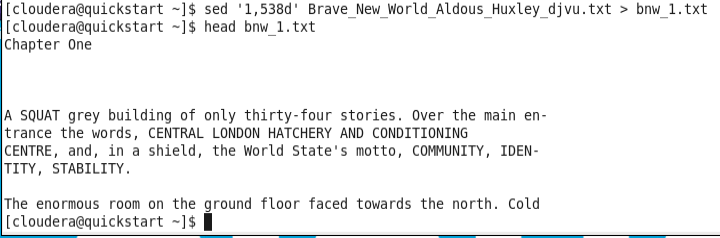 [cloudera@quickstart ~]$ sed '1,538d' Brave_New_World_Aldous_Huxley_djvu.txt > bnw_1.txt
[cloudera@quickstart ~]$ head bnw_1.txt
Chapter One
A SQUAT grey building of only thirty-four stories. Over the main en-
trance the words, CENTRAL LONDON HATCHERY AND CONDITIONING
CENTRE, and, in a shield, the World State's motto, COMMUNITY, IDEN-
TITY, STABILITY.
The enormous room on the ground floor faced towards the north. Cold
[cloudera@quickstart ~]$